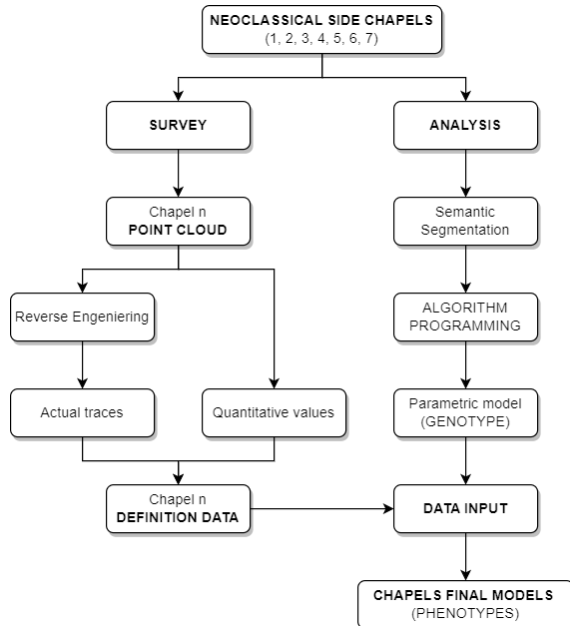 NEOCLASSICAL SIDE CHAPELS
(1, 2, 3, 4, 5, 6, 7)
SURVEY
ANALYSIS
Chapel n
POINT CLOUD
Semantic
Segmentation
Reverse Engeniering
ALGORITHM
PROGRAMMING
Actual traces
Quantitative values
Parametric model
(GENOTYPE)
Chapel n
DEFINITION DATA
DATA INPUT
CHAPELS FINAL MODELS
(PHENOTYPES)